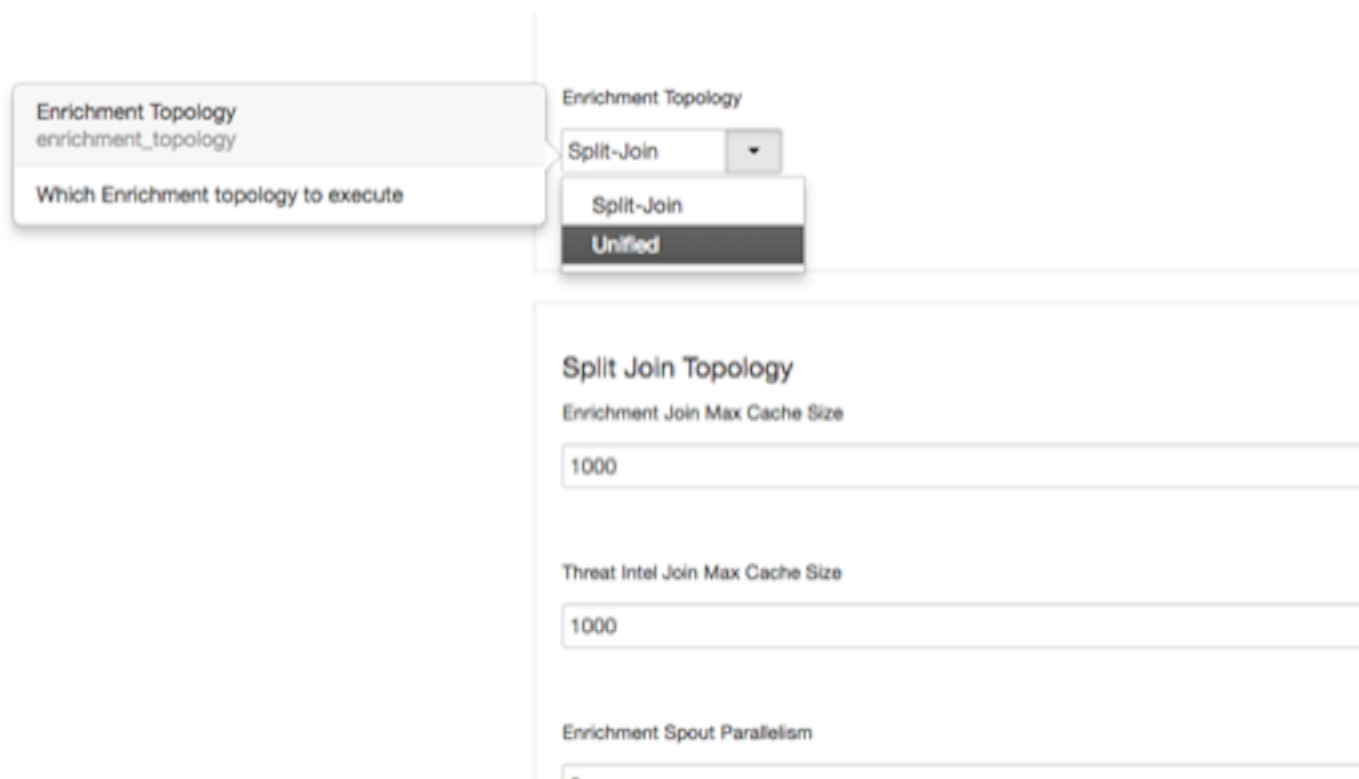 Enrichment Topology
enrichment_topology
Which Enrichment topology to execute
Enrichment Topology
Split-Join
Split-Join
Unified
Split Join Topology
Enrichment Join Max Cache Size
1000
Threat Intel Join Max Cache Size
1000
Enrichment Spout Parallelism